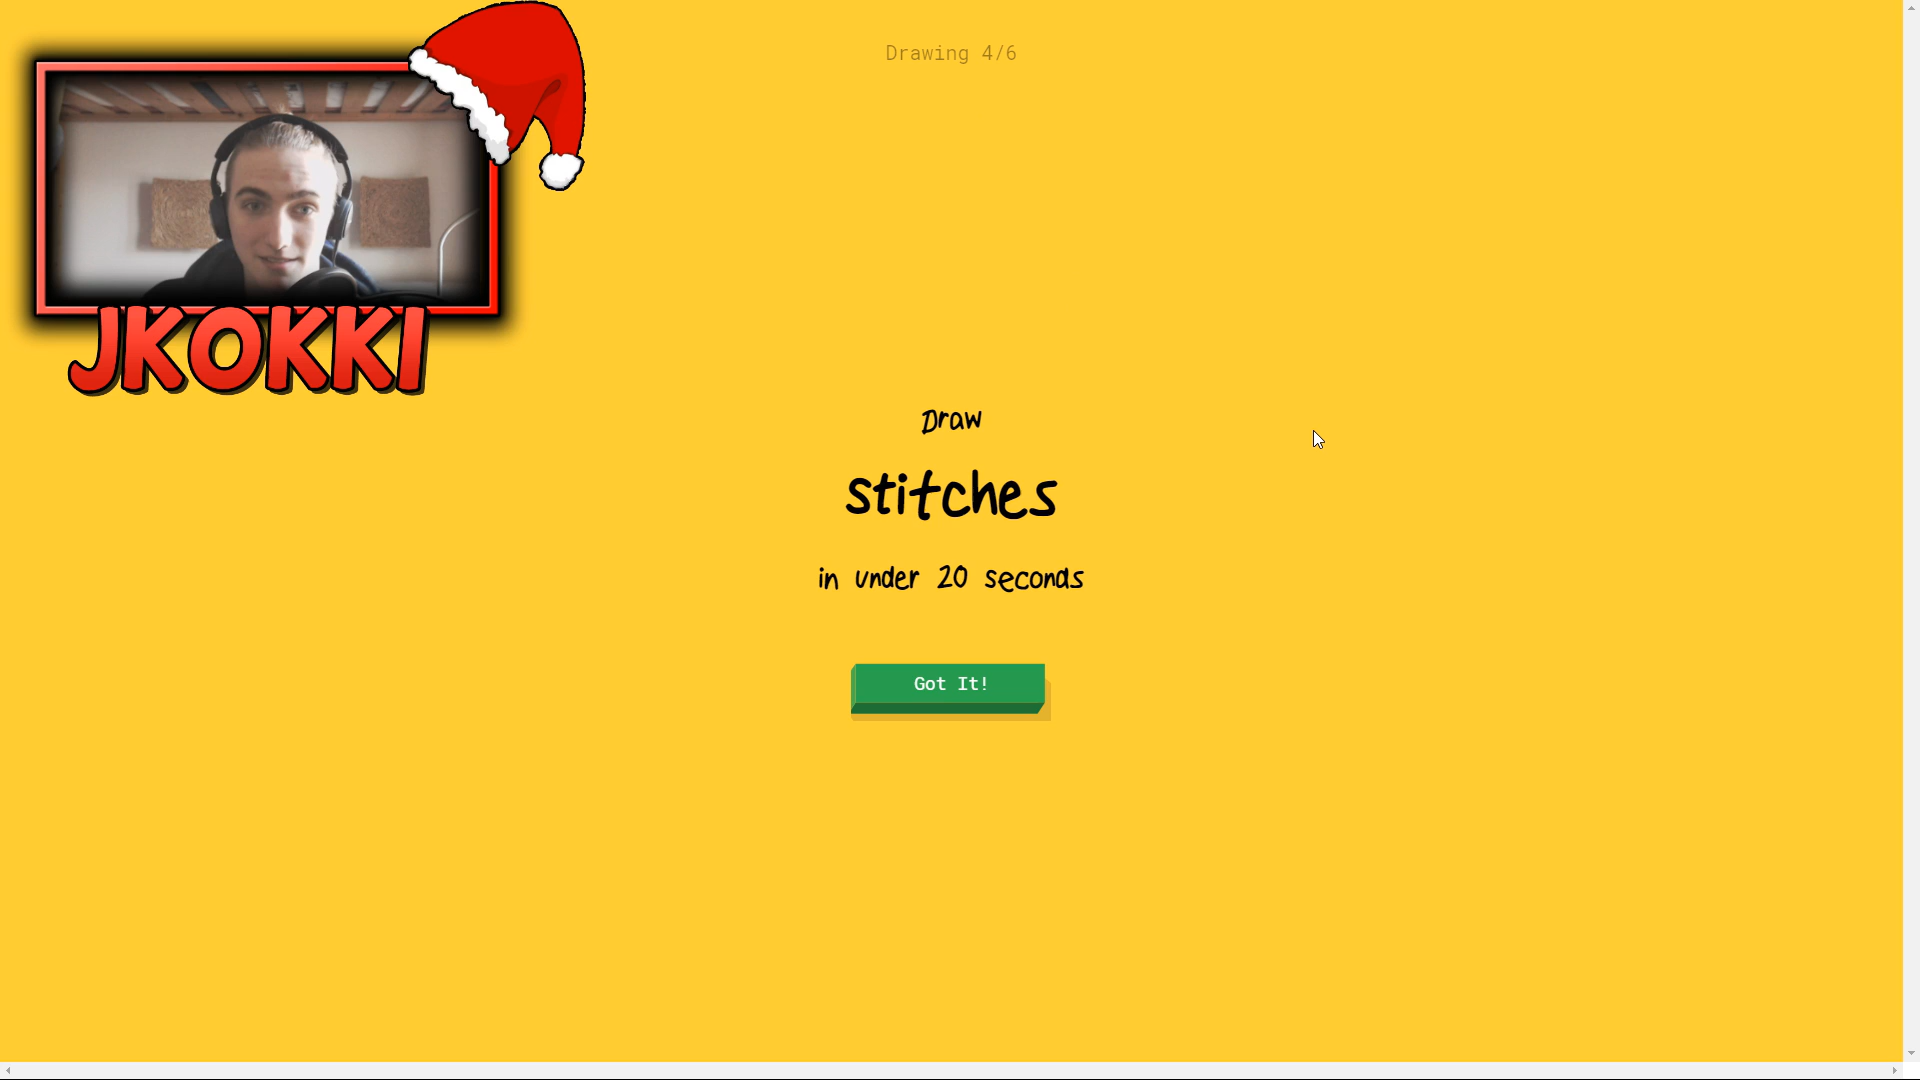 Drawing 4/6
JKOKKI
Draw
stitches
in under 20 seconds
Got It!